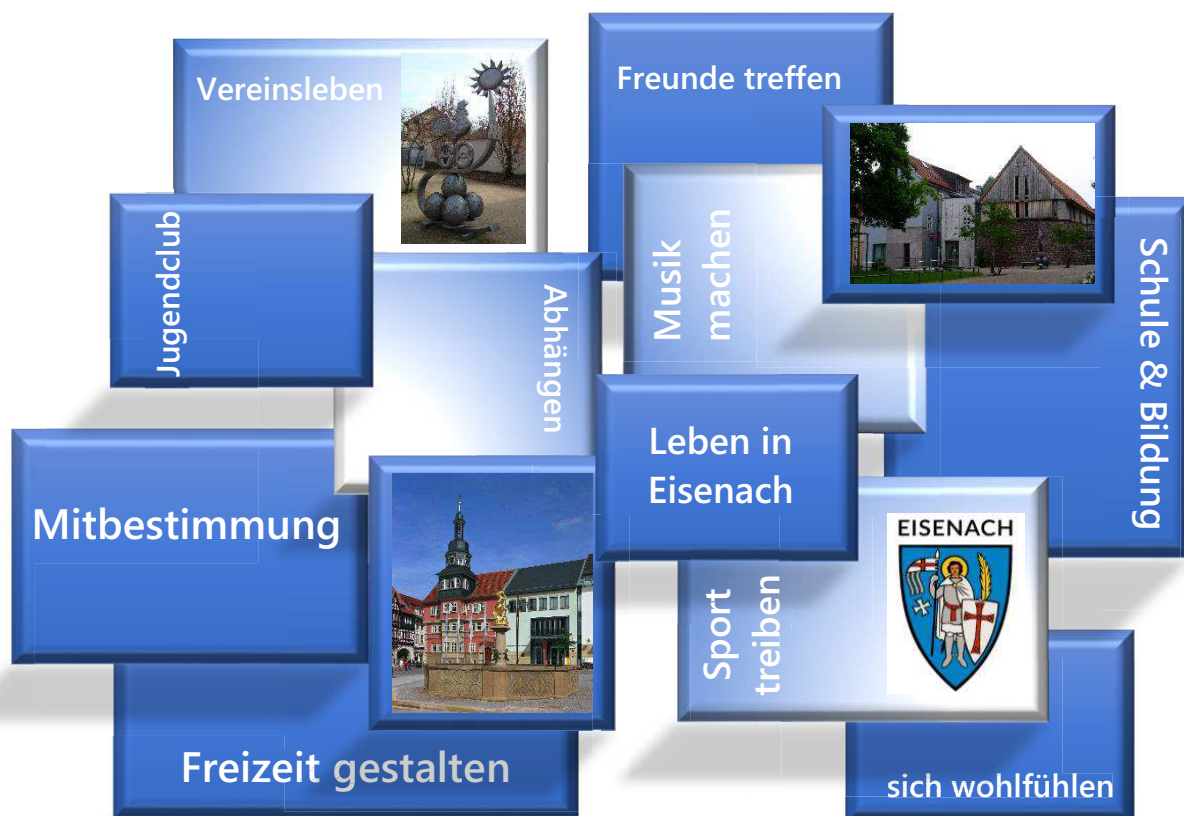 Vereinsleben
Freunde treffen
Jugendclub
Abhängen
Musik
machen
Schule & Bildung
Leben in
Eisenach
Mitbestimmung
EISENACH
Sport
treiben
Freizeit gestalten
sich wohlfühlen